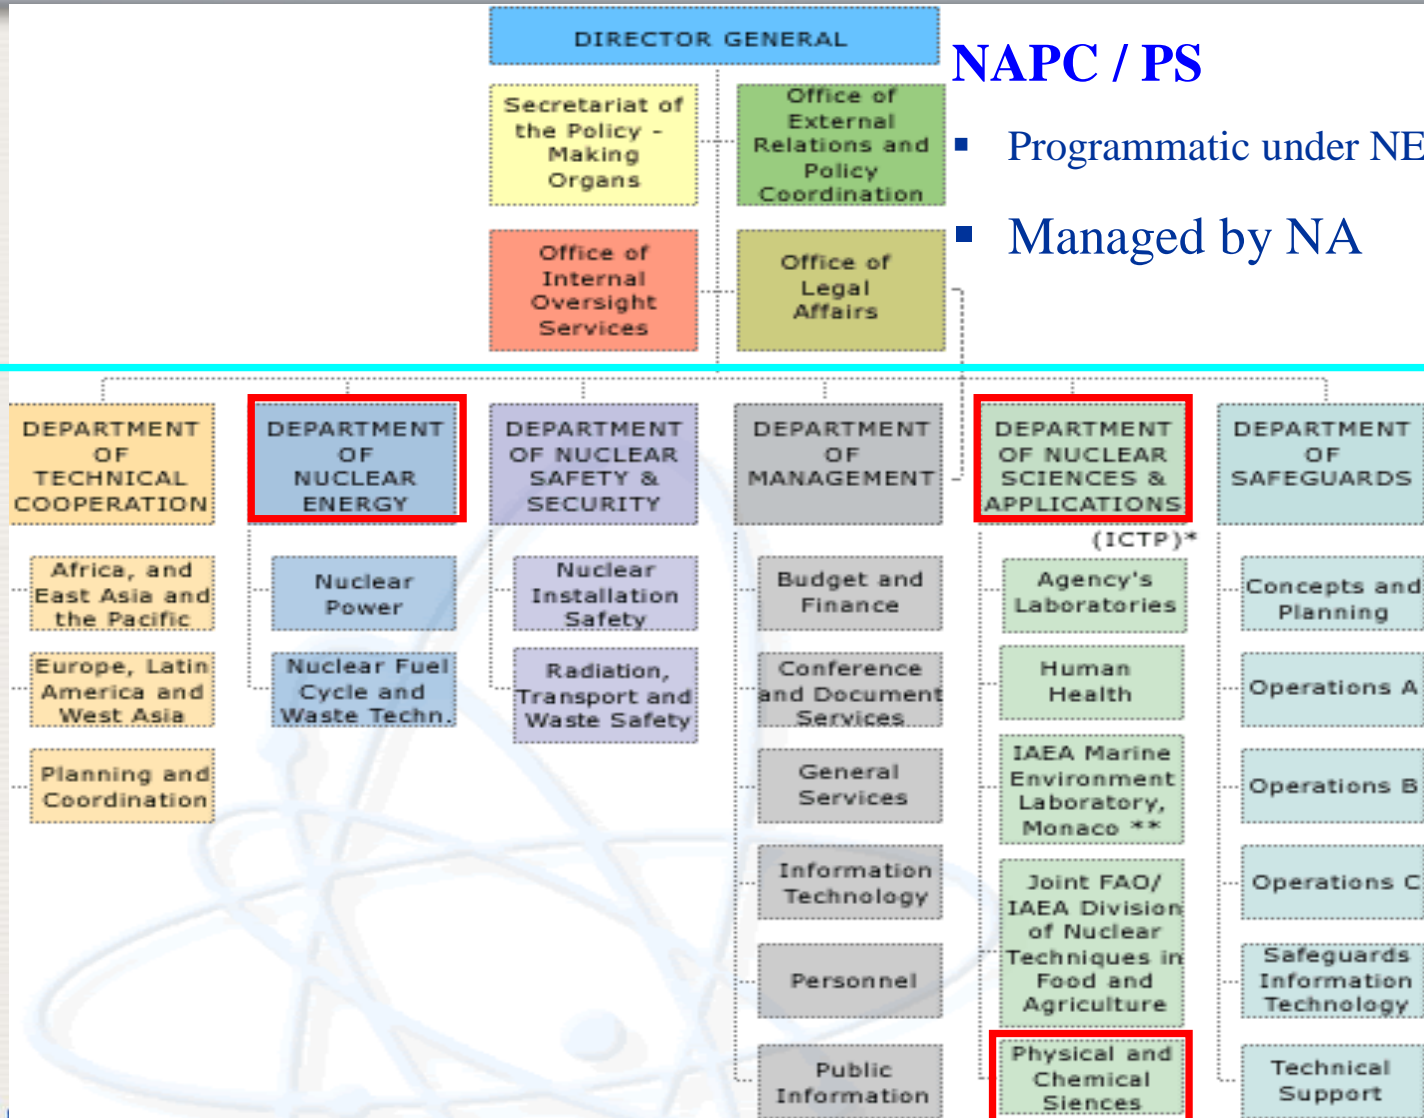 DIRECTOR GENERAL
NAPC / PS
Programmatic under NE
Managed by NA
Secretariat of
the Policy -
Making
Organs
Office of
External
Relations and
Policy
Coordination
Office of
Internal
Oversight
Services
Office of
Legal
Affairs
DEPARTMENT
OF
TECHNICAL
COOPERATION
Africa, and
East Asia and
the Pacific
Europe, Latin
America and
West Asia
Planning and
Coordination
DEPARTMENT
OF
NUCLEAR
ENERGY
Nuclear
Power
Nuclear Fuel
Cycle and
Waste Techn.
DEPARTMENT
OF NUCLEAR
SAFETY &
SECURITY
Nuclear
Installation
Safety
Radiation,
Transport and
Waste Safety
DEPARTMENT
OF
MANAGEMENT
Budget and
Finance
Conference
and Document
Services
General
Services
Information
Technology
Personnel
Public
Information
DEPARTMENT
OF NUCLEAR
SCIENCES &
APPLICATIONS
(ICTP)*
Agency's
Laboratories
Human
Health
IAEA Marine
Environment
Laboratory,
Monaco **
Joint FAO/
IAEA Division
of Nuclear
Techniques in
Food and
Agriculture
Physical and
Chemical
Siences
DEPARTMENT
OF
SAFEGUARDS
Concepts and
Planning
Operations A
Operations B
Operations C
Safeguards
Information
Technology
Technical
Support